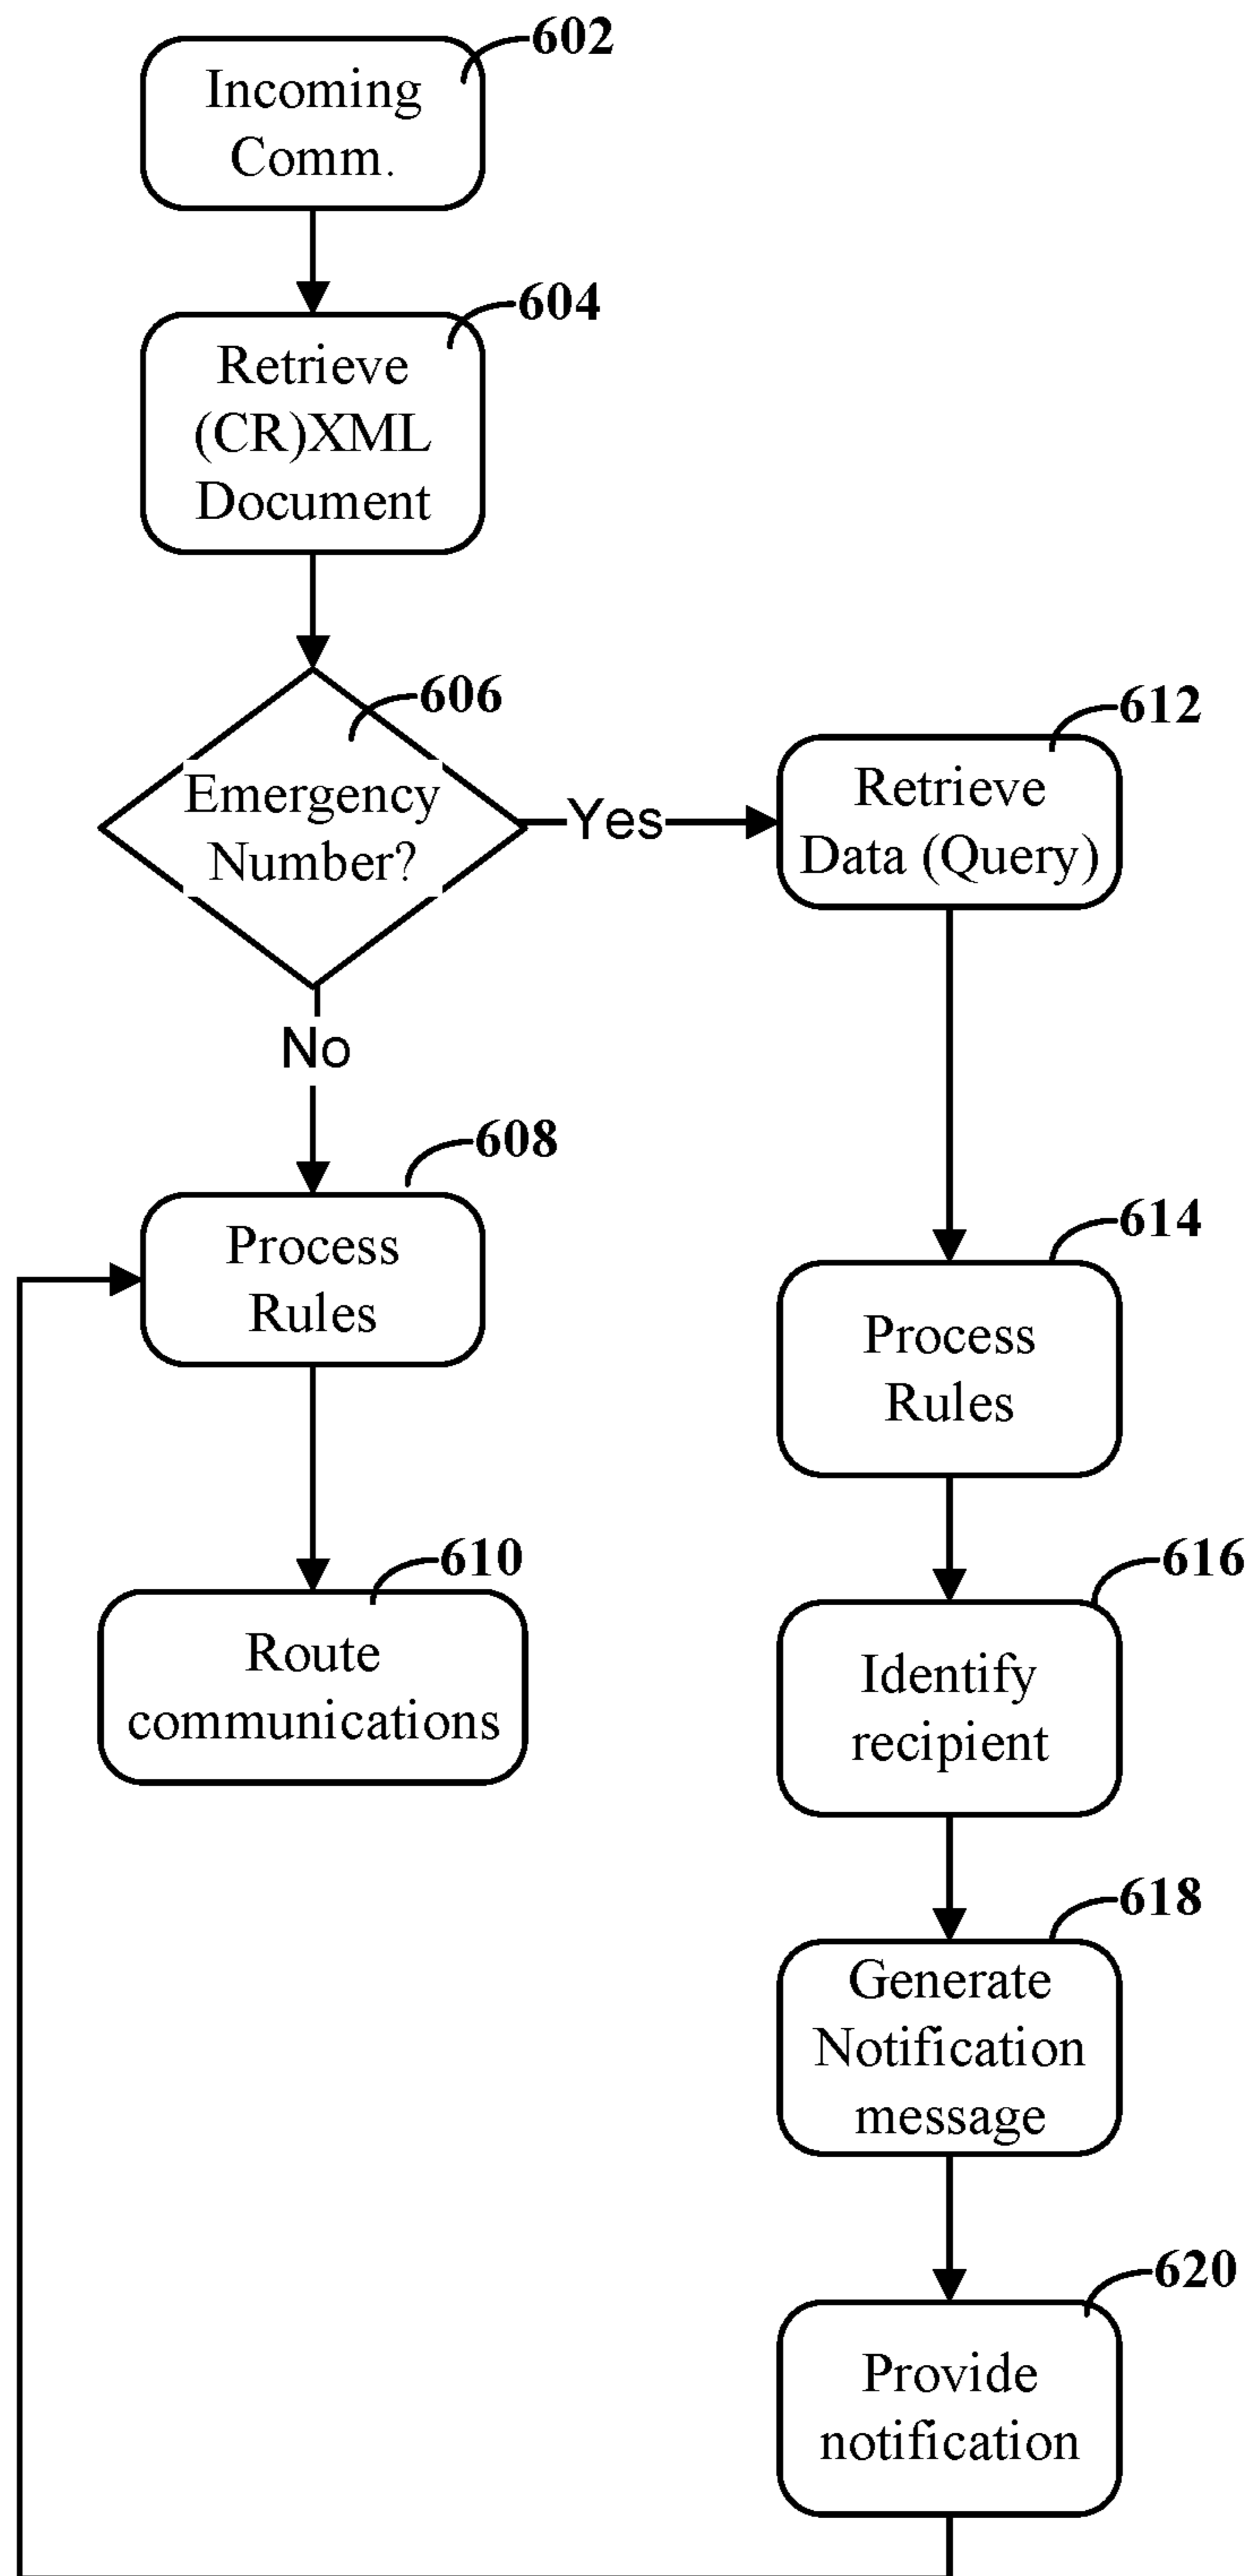 602
Incoming
Comm.
604
Retrieve
(CR)XML
Document
606
Emergency
Number?
Yes
612
Retrieve
Data (Query)
No
608
Process
Rules
610
Route
communications
614
Process
Rules
616
Identify
recipient
618
Generate
Notification
message
620
Provide
notification